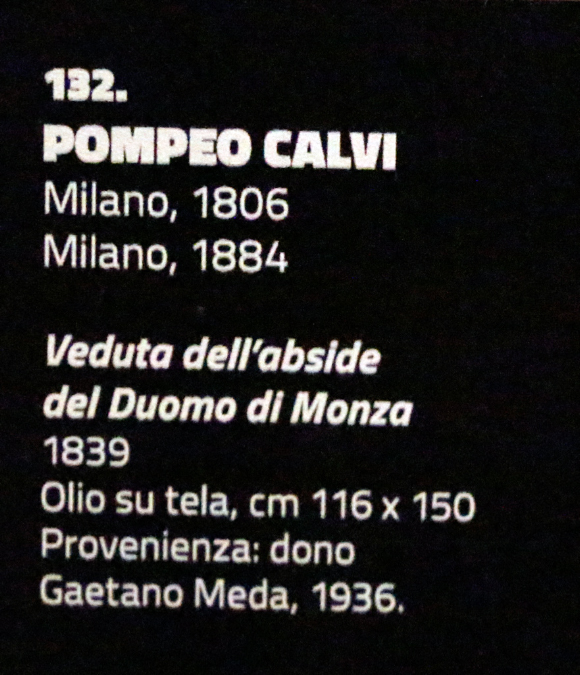 132.
POMPEO CALVI
Milano, 1806
Milano, 1884
Veduta dell'abside
del Duomo di Monza
1839
Olio su tela, cm 116 x 150
Provenienza: dono
Gaetano Meda, 1936.